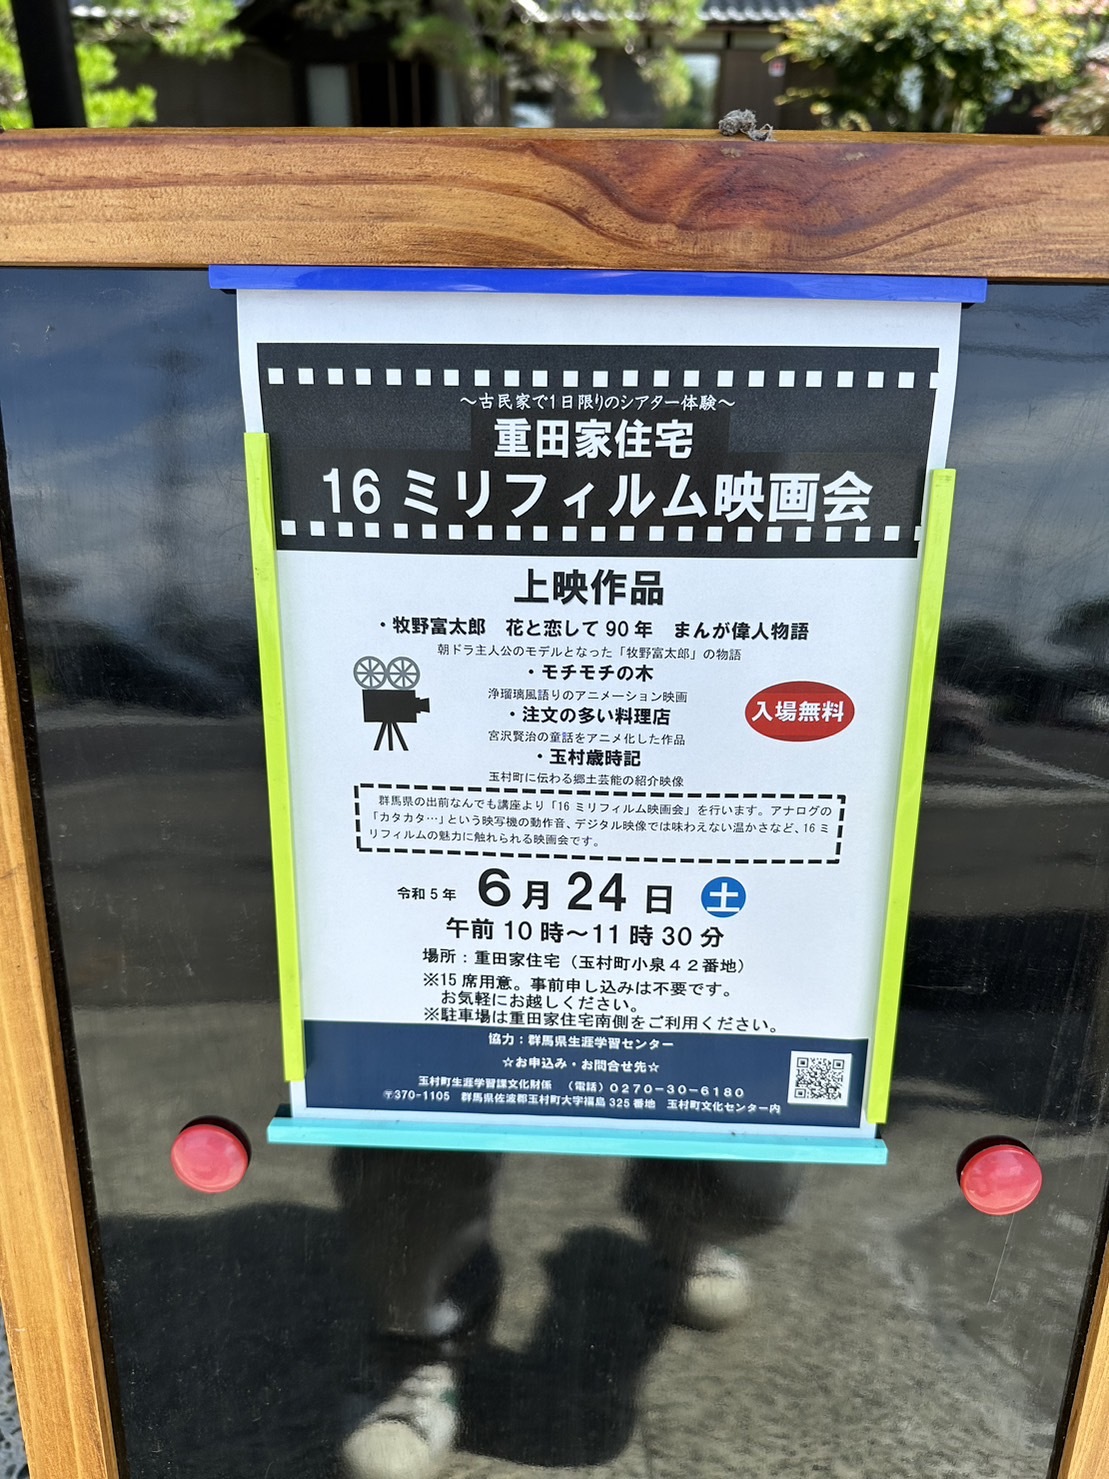 ～古民家で1日限りのシアター体験～
重田家住宅
16ミリフィルム映画会
上映作品
・牧野富太郎　花と恋して90年　まんが偉人物語
朝ドラ主人公のモデルとなった「牧野富太郎」の物語
・モチモチの木
浄瑠璃風語りのアニメーション映画
・注文の多い料理店
宮沢賢治の童話をアニメ化した作品
・玉村歳時記
玉村町に伝わる郷土芸能の紹介映像
入場無料
群馬県の出前なんでも講座より「16ミリフィルム映画会」を行います。アナログの
「カタカタ…」という映写機の動作音、デジタル映像では味わえない温かさなど、16ミ
リフィルムの魅力に触れられる映画会です。
令和5年 6月24日 土
午前10時～11時30分
場所：重田家住宅（玉村町小泉４２番地）
※15席用意。事前申し込みは不要です。
お気軽にお越しください。
※駐車場は重田家住宅南側をご利用ください。
協力：群馬県生涯学習センター
☆お申込み・お問合せ先☆
玉村町生涯学習課文化財係　（電話）０２７０－３０－６１８０
〒370-1105　群馬県佐波郡玉村町大字福島325番地　玉村町文化センター内